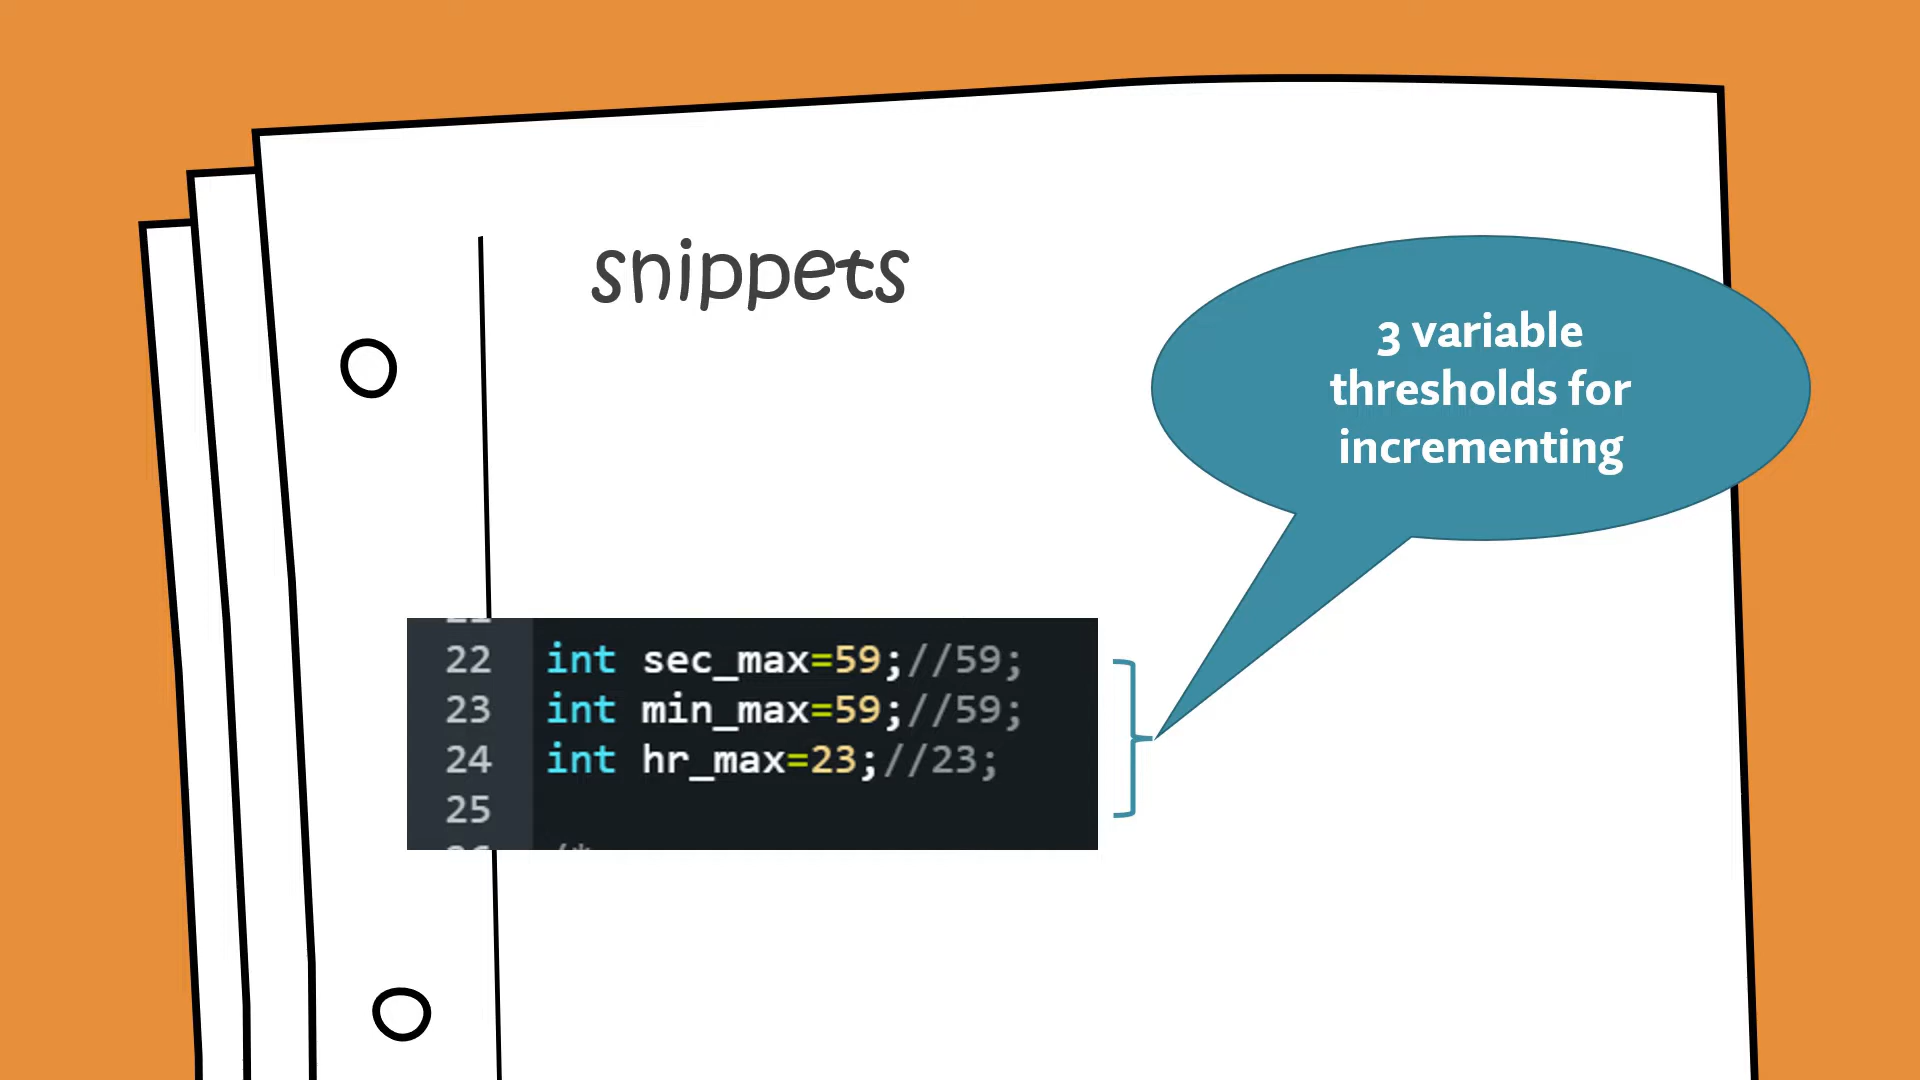 snippets
3 variable
thresholds for
incrementing
22 int sec_max=59;//59;
23 int min_max=59;//59;
24 int hr_max=23;//23;
25